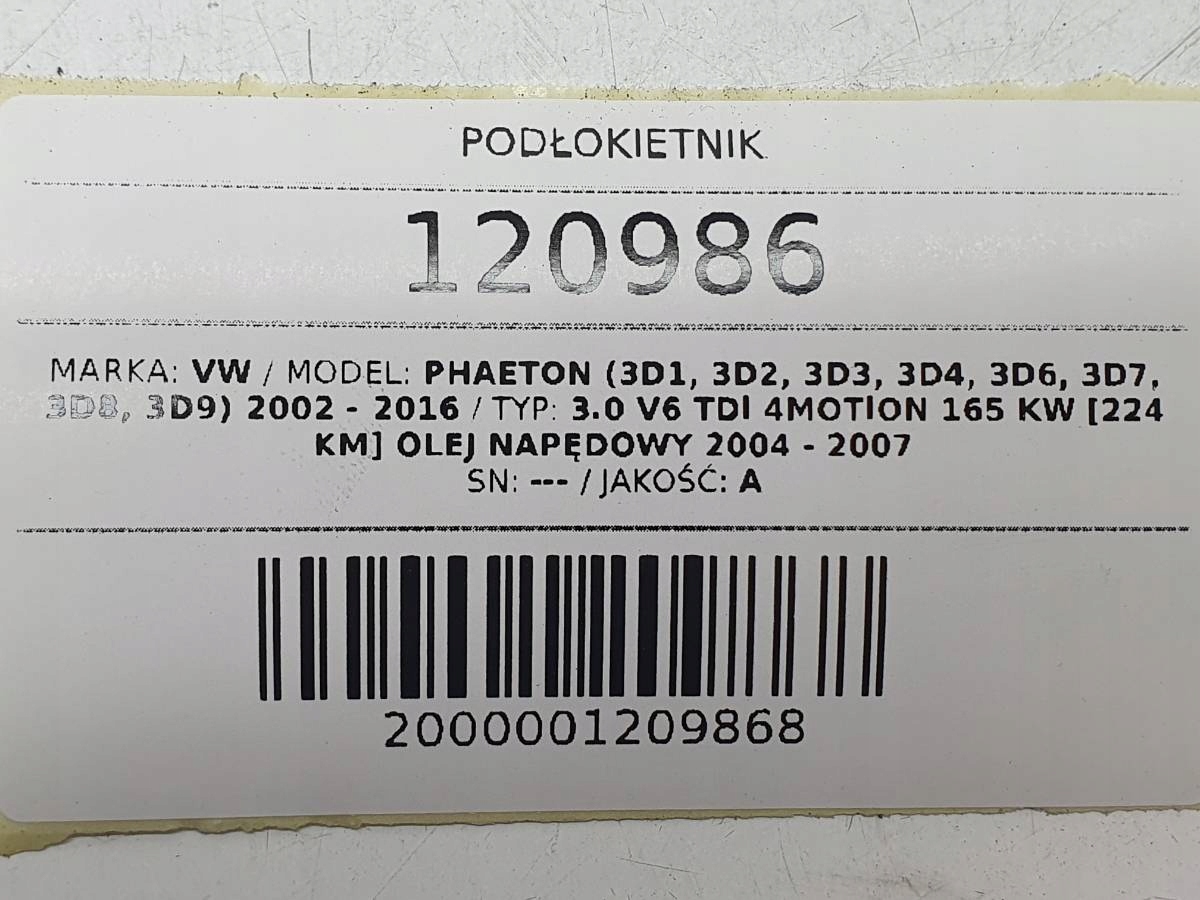 PODŁOKIETNIK
120986
MARKA: VW / MODEL: PHAETON (3D1, 3D2, 3D3, 3D4, 3D6, 3D7,
3D8, 3D9) 2002 - 2016 / TYP: 3.0 V6 TDI 4MOTION 165 KW [224
KM] OLEJ NAPĘDOWY 2004 - 2007
SN: --- / JAKOŚĆ: A
2000001209868